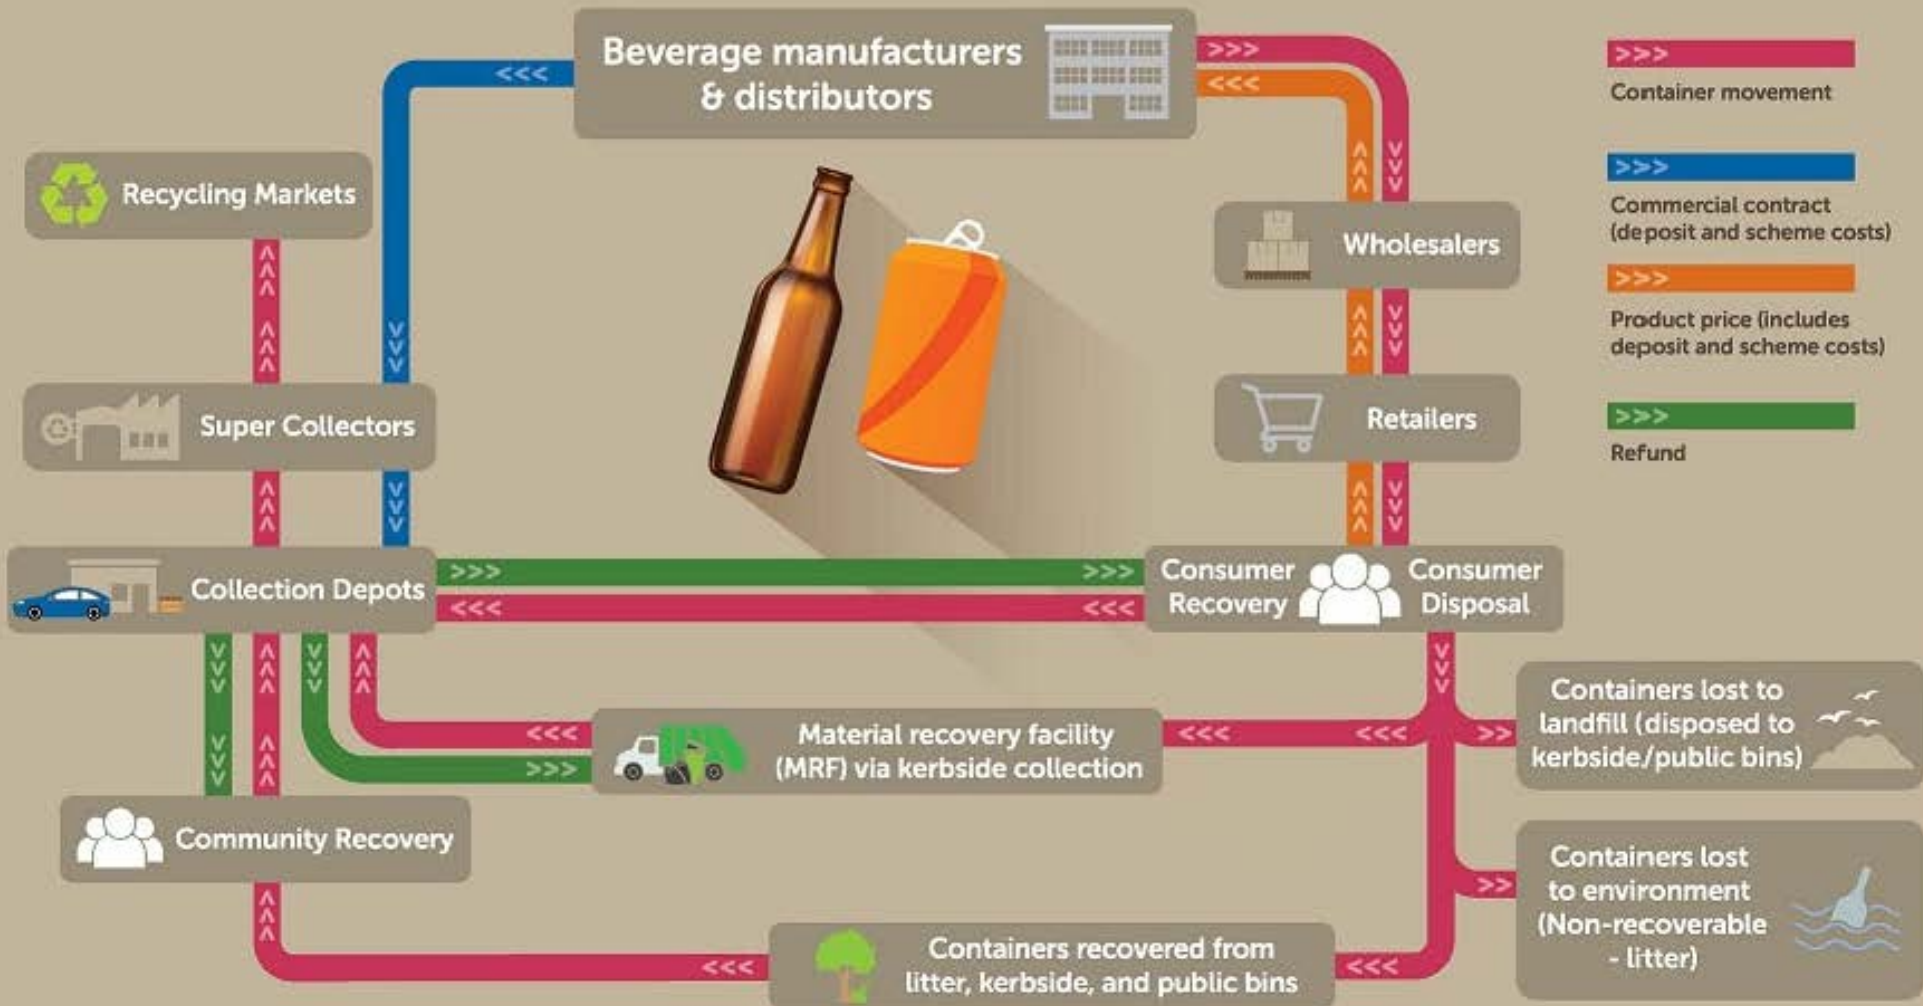 Beverage manufacturers
& distributors
Recycling Markets
Wholesalers
Super Collectors
Retailers
Collection Depots
Consumer
Recovery
Consumer
Disposal
Material recovery facility
(MRF) via kerbside collection
Containers lost to
landfill (disposed to
kerbside/public bins)
Community Recovery
Containers lost
to environment
(Non-recoverable
- litter)
Containers recovered from
litter, kerbside, and public bins
>>>
Container movement
>>>
Commercial contract
(deposit and scheme costs)
>>>
Product price (includes
deposit and scheme costs)
>>>
Refund